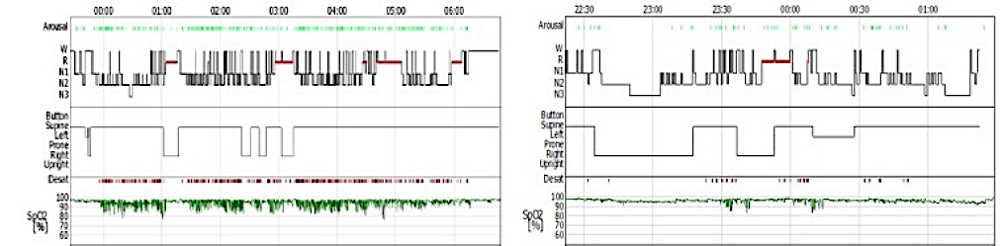 00:00 01:00 02:00 03:00 04:00 05:00 06:00
Arousal
W
R
N1
N2
N3
Button
Supine
Left
Prone
Right
Upright
Desat
100
90
80
70
60
SpO2
[%]
22:30 23:00 23:30 00:00 00:30 01:00
Arousal
W
R
N1
N2
N3
Button
Supine
Left
Prone
Right
Upright
Desat
100
90
80
70
60
SpO2
[%]